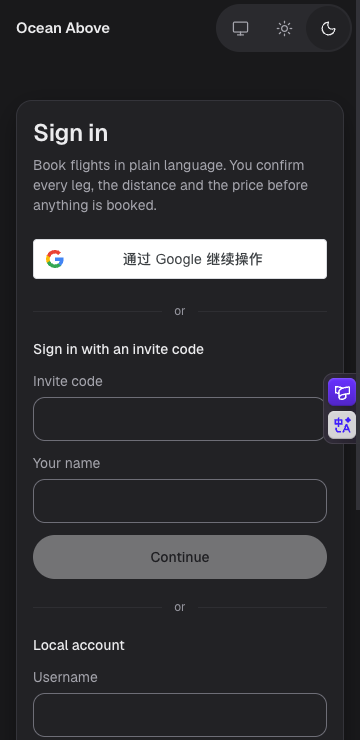 Ocean Above
Sign in
Book flights in plain language. You confirm
every leg, the distance and the price before
anything is booked.
通过 Google 继续操作
or
Sign in with an invite code
Invite code
Your name
Continue
or
Local account
Username